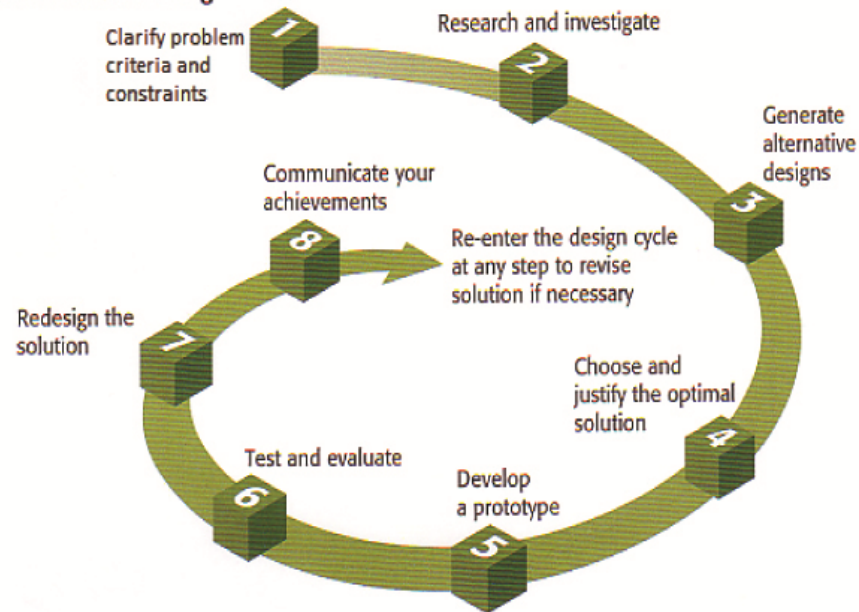 1
Clarify problem
criteria and
constraints
Research and investigate
2
Generate
alternative
designs
3
Choose and
justify the optimal
solution
4
Develop
a prototype
5
Test and evaluate
6
Redesign the
solution
7
Communicate your
achievements
8
Re-enter the design cycle
at any step to revise
solution if necessary